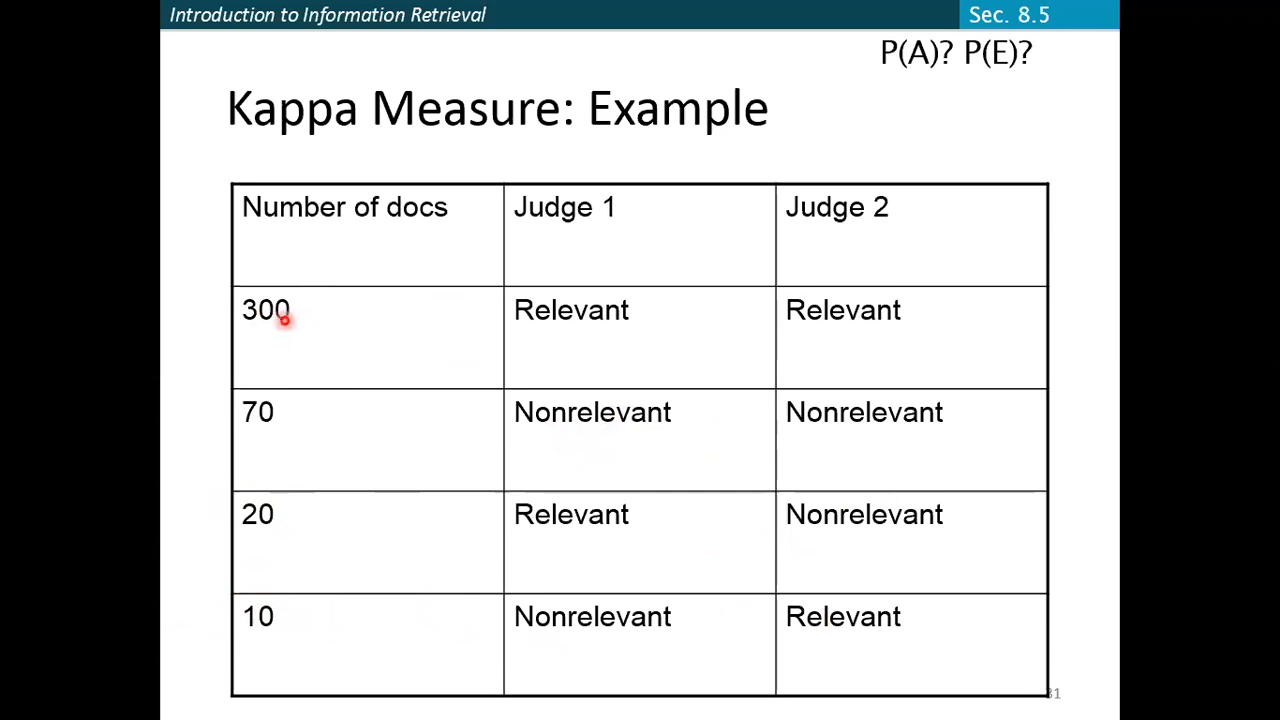 Introduction to Information Retrieval
Sec. 8.5
P(A)? P(E)?
Kappa Measure: Example
Number of docs Judge 1 Judge 2
300 Relevant Relevant
70 Nonrelevant Nonrelevant
20 Relevant Nonrelevant
10 Nonrelevant Relevant
31